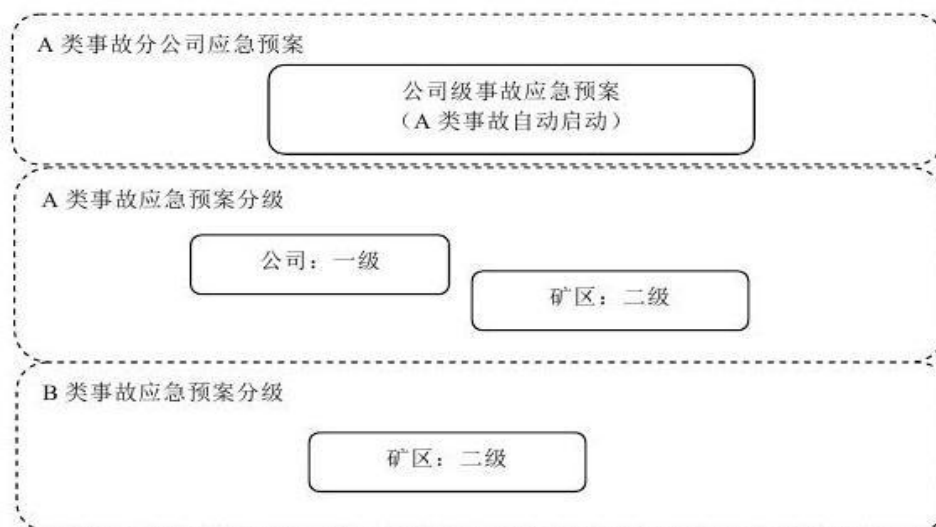 A 类事故分公司应急预案
公司级事故应急预案
（A 类事故自动启动）
A 类事故应急预案分级
公司：一级
矿区：二级
B 类事故应急预案分级
矿区：二级